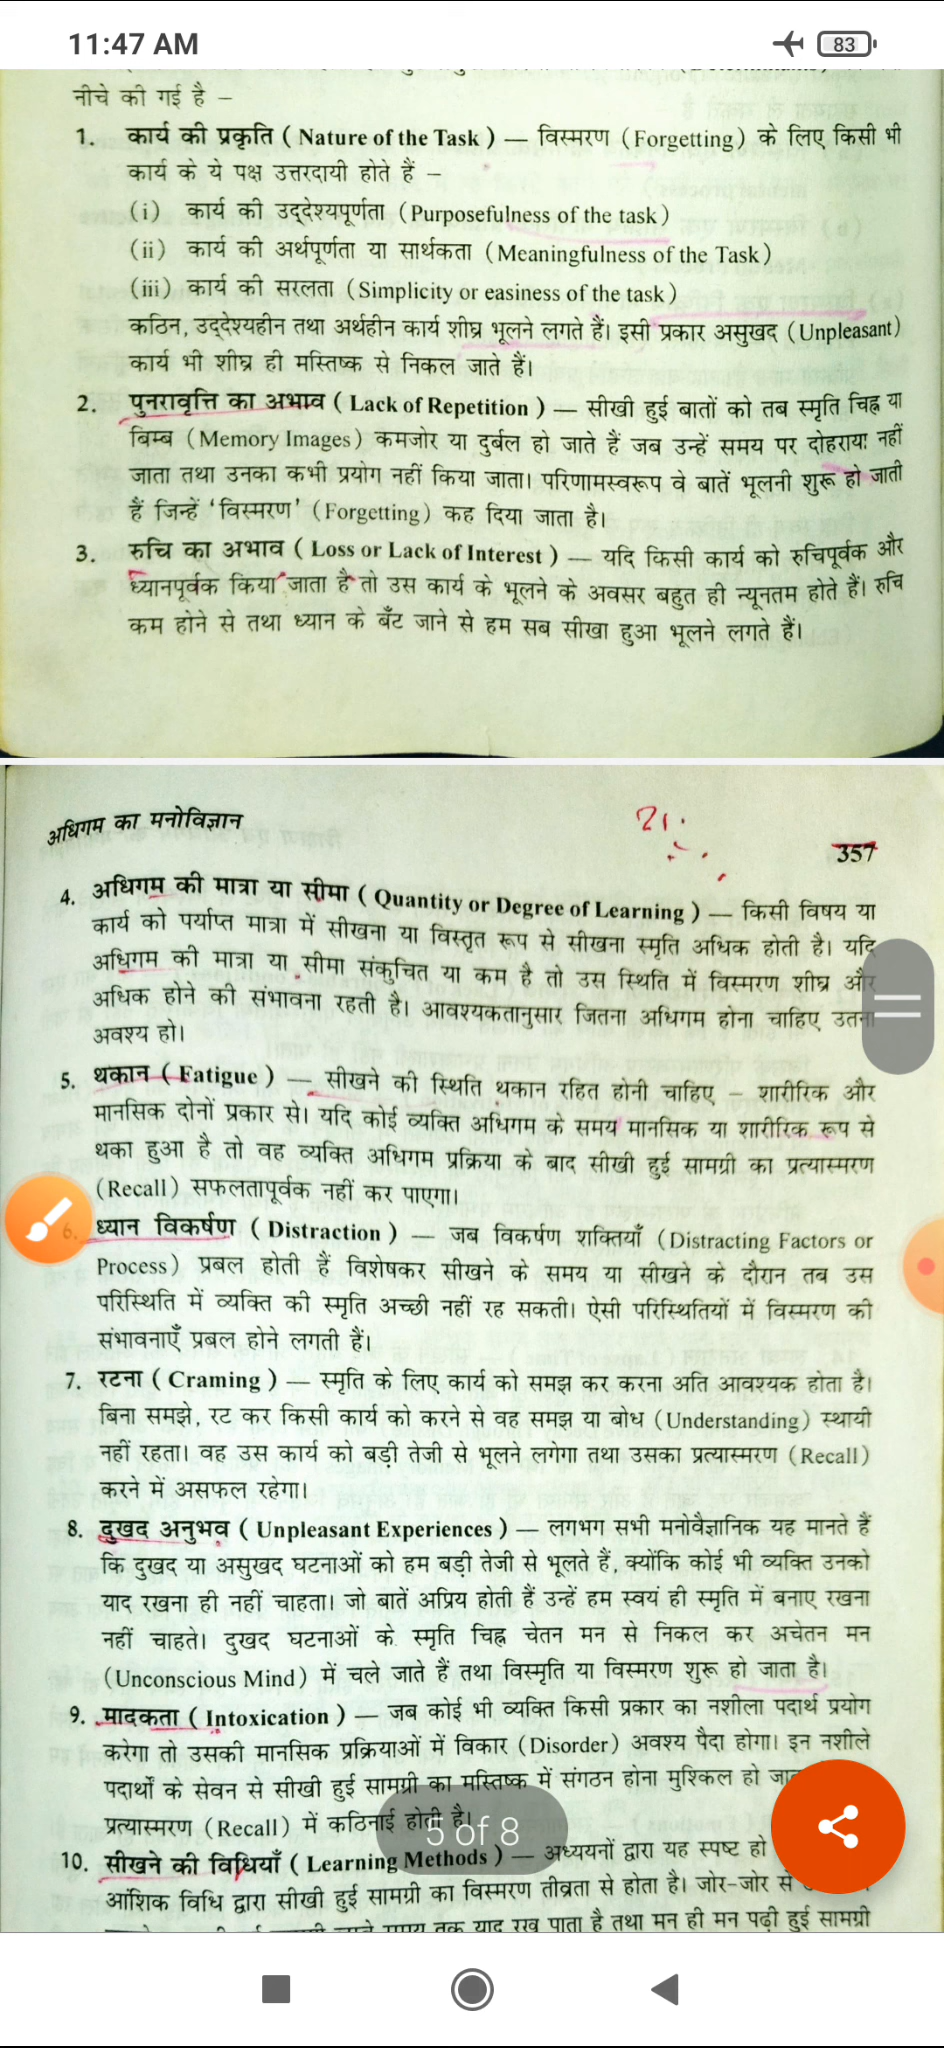 11:47 AM
83
नीचे की गई है –
1. कार्य की प्रकृति ( Nature of the Task ) — विस्मरण (Forgetting) के लिए किसी भी
कार्य के ये पक्ष उत्तरदायी होते हैं –
(i) कार्य की उद्देश्यपूर्णता (Purposefulness of the task)
(ii) कार्य की अर्थपूर्णता या सार्थकता (Meaningfulness of the Task)
(iii) कार्य की सरलता (Simplicity or easiness of the task)
कठिन, उद्देश्यहीन तथा अर्थहीन कार्य शीघ्र भूलने लगते हैं। इसी प्रकार असुखद (Unpleasant)
कार्य भी शीघ्र ही मस्तिष्क से निकल जाते हैं।
2. पुनरावृत्ति का अभाव ( Lack of Repetition ) — सीखी हुई बातों को तब स्मृति चिह्न या
बिम्ब (Memory Images) कमजोर या दुर्बल हो जाते हैं जब उन्हें समय पर दोहराया नहीं
जाता तथा उनका कभी प्रयोग नहीं किया जाता। परिणामस्वरूप वे बातें भूलनी शुरू हो जाती
हैं जिन्हें ‘विस्मरण’ (Forgetting) कह दिया जाता है।
3. रुचि का अभाव ( Loss or Lack of Interest ) — यदि किसी कार्य को रुचिपूर्वक और
ध्यानपूर्वक किया जाता है तो उस कार्य के भूलने के अवसर बहुत ही न्यूनतम होते हैं। रुचि
कम होने से तथा ध्यान के बँट जाने से हम सब सीखा हुआ भूलने लगते हैं।
अधिगम का मनोविज्ञान
21.
357
4. अधिगम की मात्रा या सीमा ( Quantity or Degree of Learning ) — किसी विषय या
कार्य को पर्याप्त मात्रा में सीखना या विस्तृत रूप से सीखना स्मृति अधिक होती है। यदि
अधिगम की मात्रा या सीमा संकुचित या कम है तो उस स्थिति में विस्मरण शीघ्र और
अधिक होने की संभावना रहती है। आवश्यकतानुसार जितना अधिगम होना चाहिए उतना
अवश्य हो।
5. थकान ( Fatigue ) — सीखने की स्थिति थकान रहित होनी चाहिए – शारीरिक और
मानसिक दोनों प्रकार से। यदि कोई व्यक्ति अधिगम के समय मानसिक या शारीरिक रूप से
थका हुआ है तो वह व्यक्ति अधिगम प्रक्रिया के बाद सीखी हुई सामग्री का प्रत्यास्मरण
(Recall) सफलतापूर्वक नहीं कर पाएगा।
6. ध्यान विकर्षण ( Distraction ) — जब विकर्षण शक्तियाँ (Distracting Factors or
Process) प्रबल होती हैं विशेषकर सीखने के समय या सीखने के दौरान तब उस
परिस्थिति में व्यक्ति की स्मृति अच्छी नहीं रह सकती। ऐसी परिस्थितियों में विस्मरण की
संभावनाएँ प्रबल होने लगती हैं।
7. रटना ( Craming ) — स्मृति के लिए कार्य को समझ कर करना अति आवश्यक होता है।
बिना समझे, रट कर किसी कार्य को करने से वह समझ या बोध (Understanding) स्थायी
नहीं रहता। वह उस कार्य को बड़ी तेजी से भूलने लगेगा तथा उसका प्रत्यास्मरण (Recall)
करने में असफल रहेगा।
8. दुखद अनुभव ( Unpleasant Experiences ) — लगभग सभी मनोवैज्ञानिक यह मानते हैं
कि दुखद या असुखद घटनाओं को हम बड़ी तेजी से भूलते हैं, क्योंकि कोई भी व्यक्ति उनको
याद रखना ही नहीं चाहता। जो बातें अप्रिय होती हैं उन्हें हम स्वयं ही स्मृति में बनाए रखना
नहीं चाहते। दुखद घटनाओं के स्मृति चिह्न चेतन मन से निकल कर अचेतन मन
(Unconscious Mind) में चले जाते हैं तथा विस्मृति या विस्मरण शुरू हो जाता है।
9. मादकता ( Intoxication ) — जब कोई भी व्यक्ति किसी प्रकार का नशीला पदार्थ प्रयोग
करेगा तो उसकी मानसिक प्रक्रियाओं में विकार (Disorder) अवश्य पैदा होगा। इन नशीले
पदार्थों के सेवन से सीखी हुई सामग्री का मस्तिष्क में संगठन होना मुश्किल हो
प्रत्यास्मरण (Recall) में कठिनाई होती है।
5 of 8
10. सीखने की विधियाँ ( Learning Methods ) — अध्ययनों द्वारा यह स्पष्ट हो
आंशिक विधि द्वारा सीखी हुई सामग्री का विस्मरण तीव्रता से होता है। जोर-जोर से
समय तक याद रख पाता है तथा मन ही मन पढ़ी हुई सामग्री